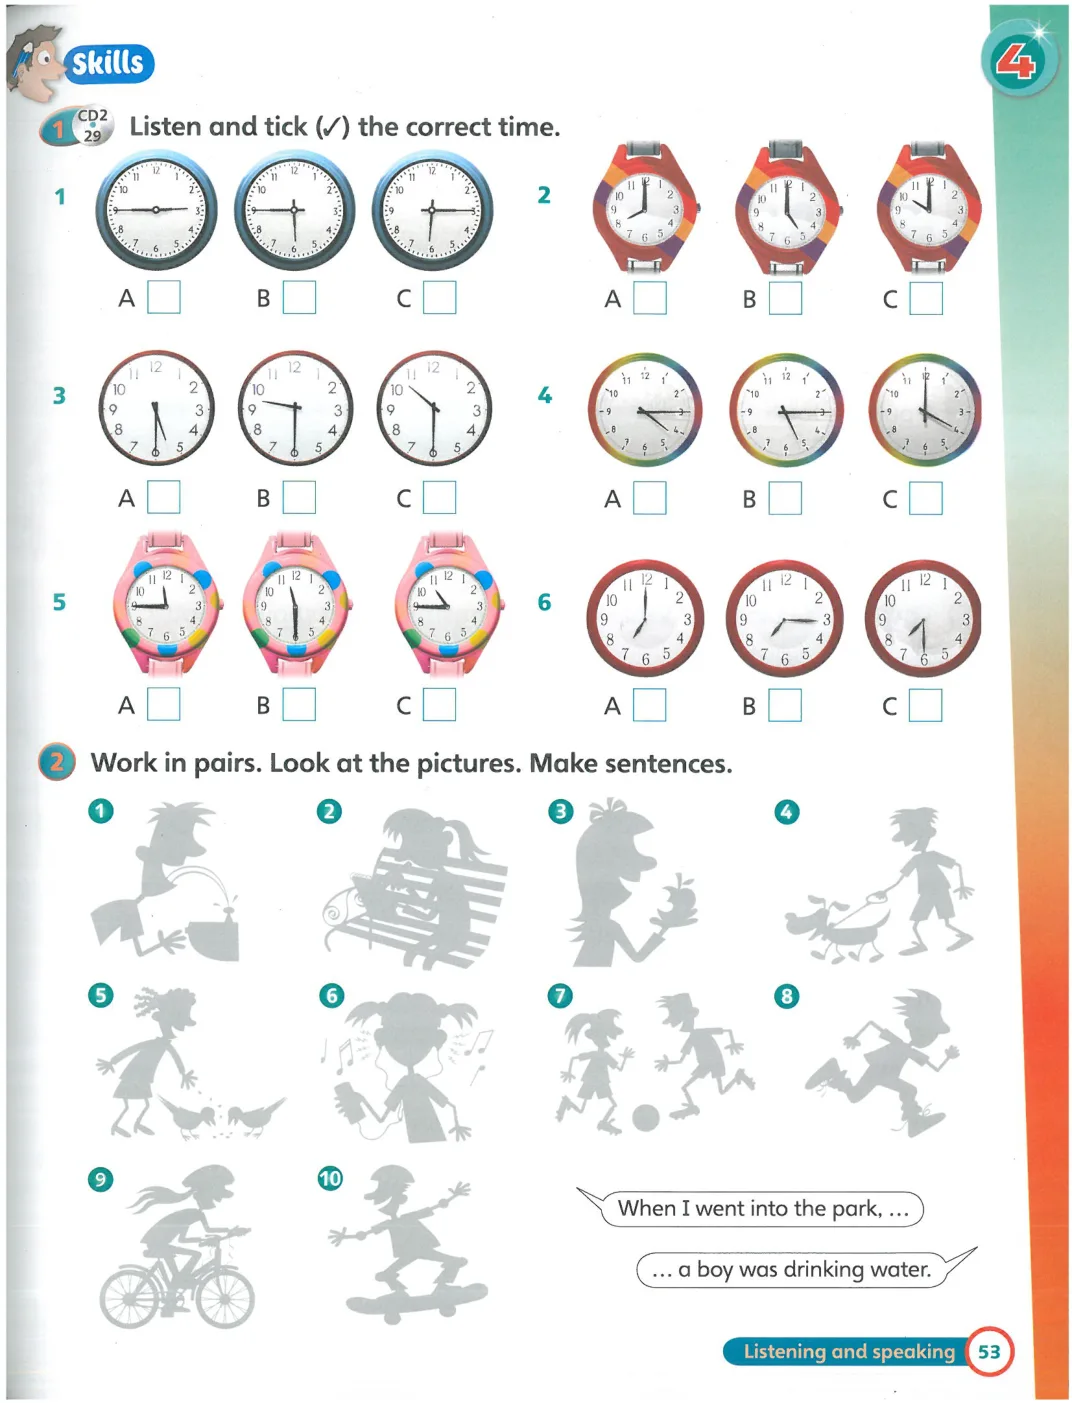 Skills
4
1 CD2 29 Listen and tick (✓) the correct time.
1
2
A B C
A B C
3
4
A B C
A B C
5
6
A B C
A B C
2 Work in pairs. Look at the pictures. Make sentences.
1 2 3 4
5 6 7 8
9 10
When I went into the park, ...
... a boy was drinking water.
Listening and speaking 53